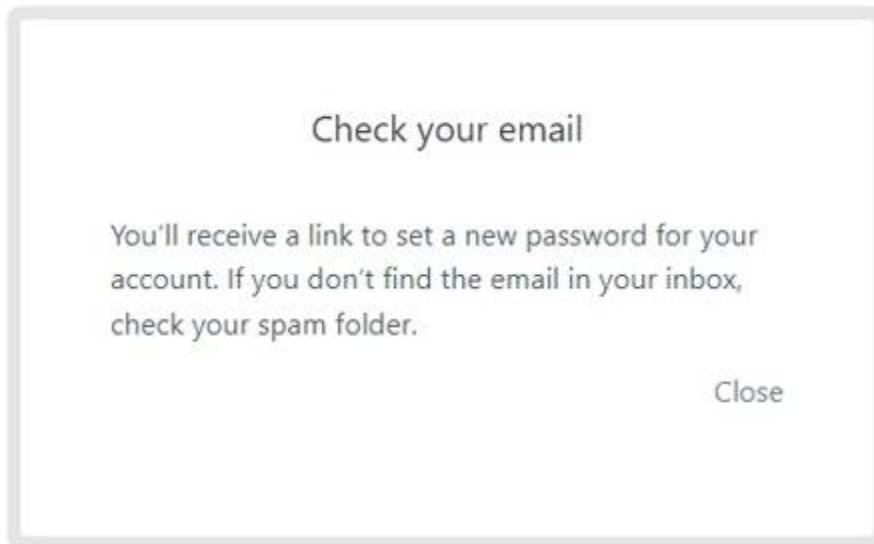 Check your email
You’ll receive a link to set a new password for your
account. If you don’t find the email in your inbox,
check your spam folder.
Close